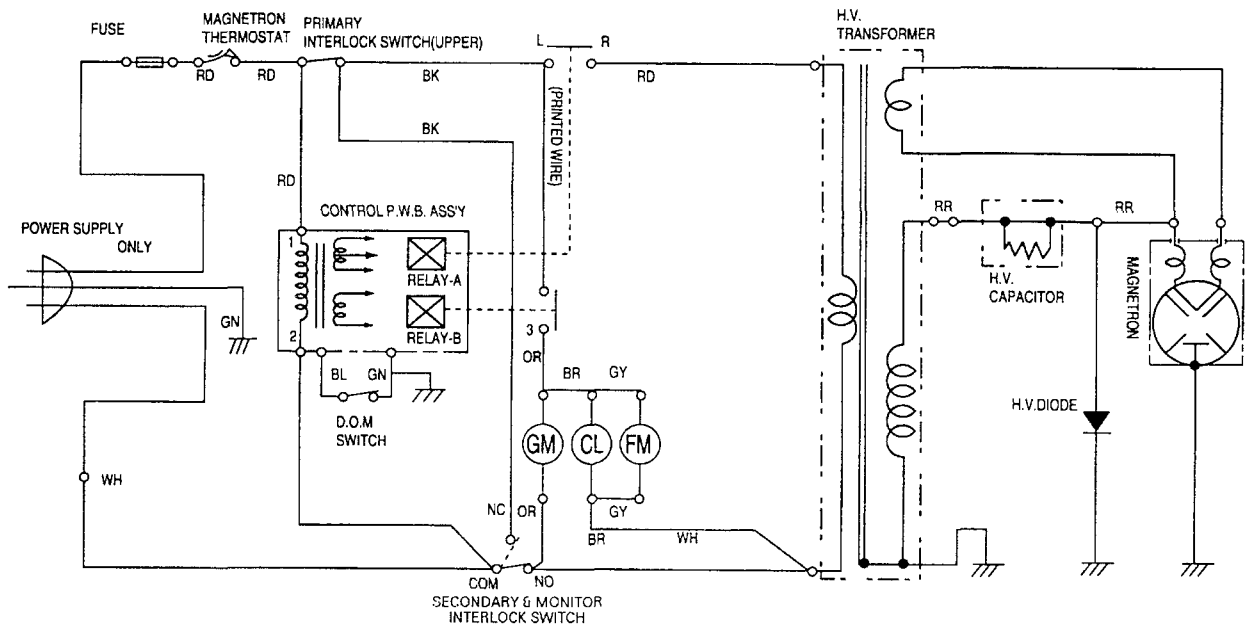 H.V.
TRANSFORMER
FUSE
MAGNETRON
THERMOSTAT
PRIMARY
INTERLOCK SWITCH(UPPER)
L
R
RD
RD
BK
RD
(PRINTED WIRE)
BK
RD
CONTROL P.W.B. ASS'Y
POWER SUPPLY
ONLY
1
RELAY-A
RR
RR
H.V.
CAPACITOR
MAGNETRON
GN
2
RELAY-B
3
OR
BL
GN
BR
GY
D.O.M
SWITCH
GM
CL
FM
H.V.DIODE
WH
NC
OR
GY
BR
WH
COM
NO
SECONDARY & MONITOR
INTERLOCK SWITCH